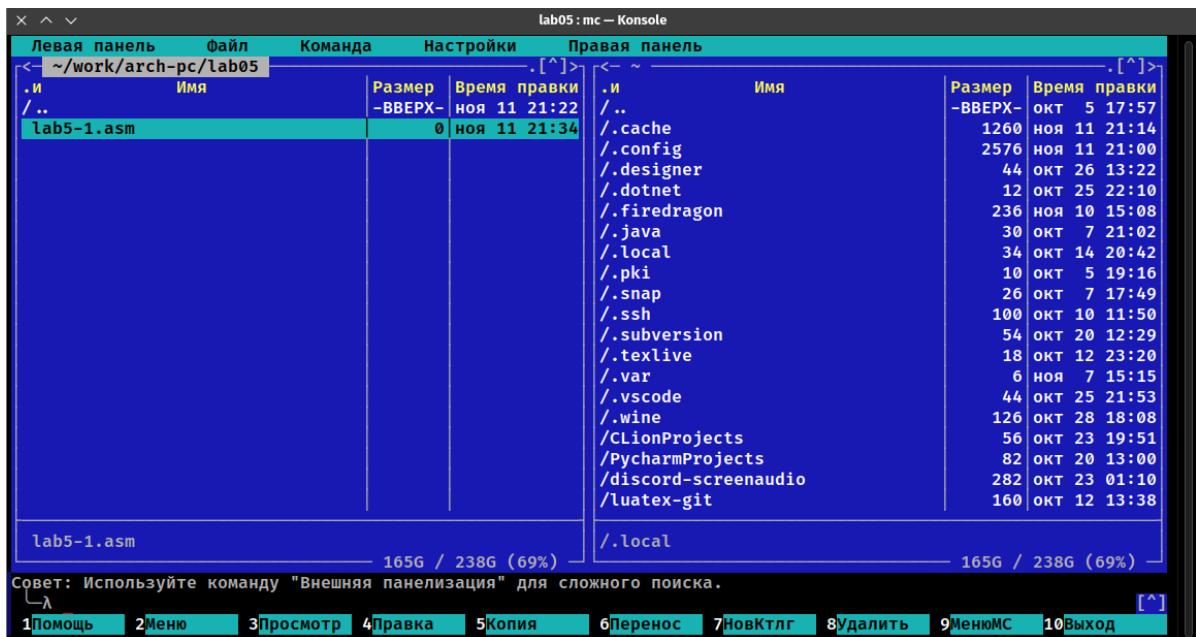 lab05 : mc — Konsole
Левая панель Файл Команда Настройки Правая панель
<— ~/work/arch-pc/lab05 .[^]> <— ~ .[^]>
.и Имя Размер Время правки .и Имя Размер Время правки
/.. -ВВЕРХ- ноя 11 21:22 /.. -ВВЕРХ- окт 5 17:57
lab5-1.asm 0 ноя 11 21:34 /.cache 1260 ноя 11 21:14
/.config 2576 ноя 11 21:00
/.designer 44 окт 26 13:22
/.dotnet 12 окт 25 22:10
/.firedragon 236 ноя 10 15:08
/.java 30 окт 7 21:02
/.local 34 окт 14 20:42
/.pki 10 окт 5 19:16
/.snap 26 окт 7 17:49
/.ssh 100 окт 10 11:50
/.subversion 54 окт 20 12:29
/.texlive 18 окт 12 23:20
/.var 6 ноя 7 15:15
/.vscode 44 окт 25 21:53
/.wine 126 окт 28 18:08
/CLionProjects 56 окт 23 19:51
/PycharmProjects 82 окт 20 13:00
/discord-screenaudio 282 окт 23 01:10
/luatex-git 160 окт 12 13:38
lab5-1.asm /.local
165G / 238G (69%) 165G / 238G (69%)
Совет: Используйте команду "Внешняя панелизация" для сложного поиска.
╰─λ [^]
1Помощь 2Меню 3Просмотр 4Правка 5Копия 6Перенос 7НовКтлг 8Удалить 9МенюМС 10Выход